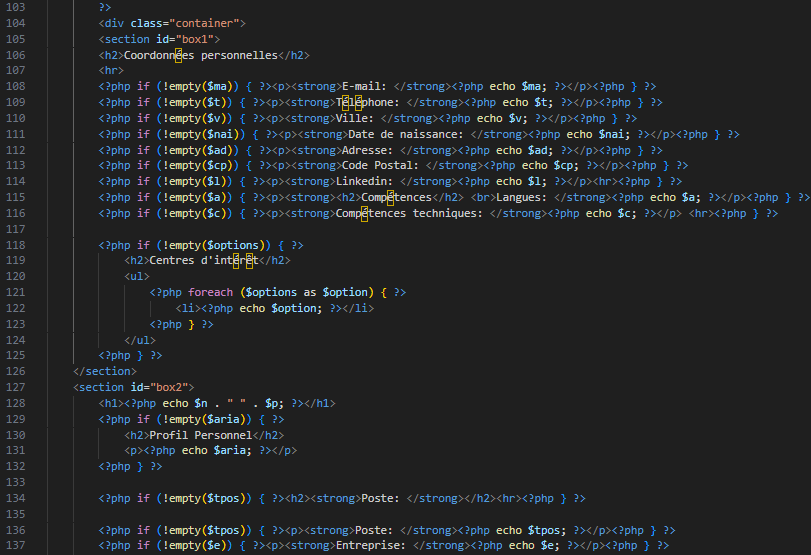 103 ?>
104 <div class="container">
105 <section id="box1">
106 <h2>Coordonnées personnelles</h2>
107 <hr>
108 <?php if (!empty($ma)) { ?><p><strong>E-mail: </strong><?php echo $ma; ?></p><?php } ?>
109 <?php if (!empty($t)) { ?><p><strong>Téléphone: </strong><?php echo $t; ?></p><?php } ?>
110 <?php if (!empty($v)) { ?><p><strong>Ville: </strong><?php echo $v; ?></p><?php } ?>
111 <?php if (!empty($nai)) { ?><p><strong>Date de naissance: </strong><?php echo $nai; ?></p><?php } ?>
112 <?php if (!empty($ad)) { ?><p><strong>Adresse: </strong><?php echo $ad; ?></p><?php } ?>
113 <?php if (!empty($cp)) { ?><p><strong>Code Postal: </strong><?php echo $cp; ?></p><?php } ?>
114 <?php if (!empty($l)) { ?><p><strong>Linkedin: </strong><?php echo $l; ?></p><hr><?php } ?>
115 <?php if (!empty($a)) { ?><p><strong><h2>Compétences</h2> <br>Langues: </strong><?php echo $a; ?></p><?php } ?>
116 <?php if (!empty($c)) { ?><p><strong>Compétences techniques: </strong><?php echo $c; ?></p> <hr><?php } ?>
117
118 <?php if (!empty($options)) { ?>
119 <h2>Centres d'intérêt</h2>
120 <ul>
121 <?php foreach ($options as $option) { ?>
122 <li><?php echo $option; ?></li>
123 <?php } ?>
124 </ul>
125 <?php } ?>
126 </section>
127 <section id="box2">
128 <h1><?php echo $n . " " . $p; ?></h1>
129 <?php if (!empty($aria)) { ?>
130 <h2>Profil Personnel</h2>
131 <p><?php echo $aria; ?></p>
132 <?php } ?>
133
134 <?php if (!empty($tpos)) { ?><h2><strong>Poste: </strong></h2><hr><?php } ?>
135
136 <?php if (!empty($tpos)) { ?><p><strong>Poste: </strong><?php echo $tpos; ?></p><?php } ?>
137 <?php if (!empty($e)) { ?><p><strong>Entreprise: </strong><?php echo $e; ?></p><?php } ?>